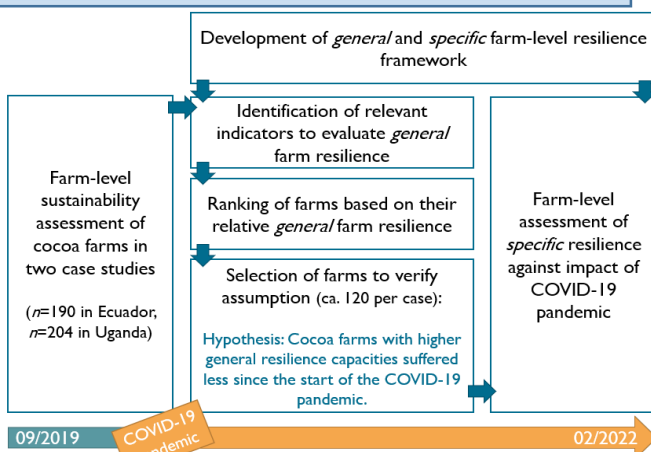 Development of general and specific farm-level resilience
framework
Identification of relevant
indicators to evaluate general
farm resilience
Farm-level
sustainability
assessment of
cocoa farms in
two case studies
(n=190 in Ecuador,
n=204 in Uganda)
Ranking of farms based on their
relative general farm resilience
Selection of farms to verify
assumption (ca. 120 per case):
Hypothesis: Cocoa farms with higher
general resilience capacities suffered
less since the start of the COVID-19
pandemic.
Farm-level
assessment of
specific resilience
against impact of
COVID-19
pandemic
09/2019
COVID-19
02/2022